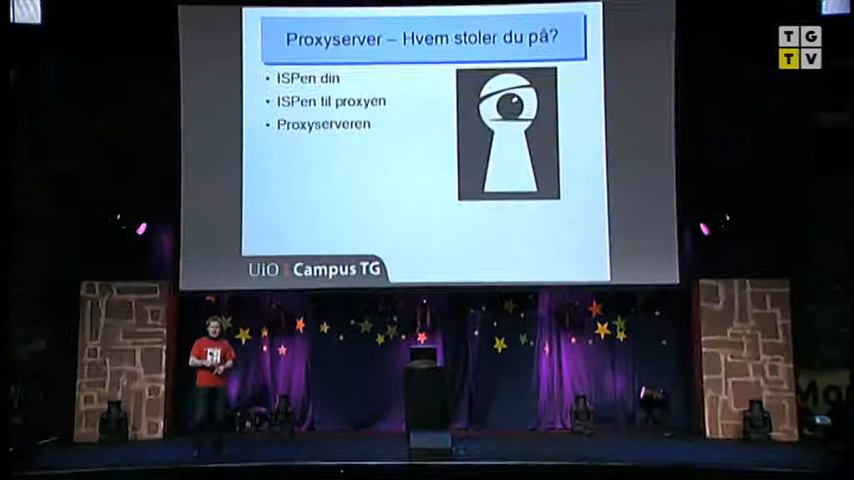 TG
TV
Proxyserver – Hvem stoler du på?
• ISPen din
• ISPen til proxyen
• Proxyserveren
UiO Campus TG